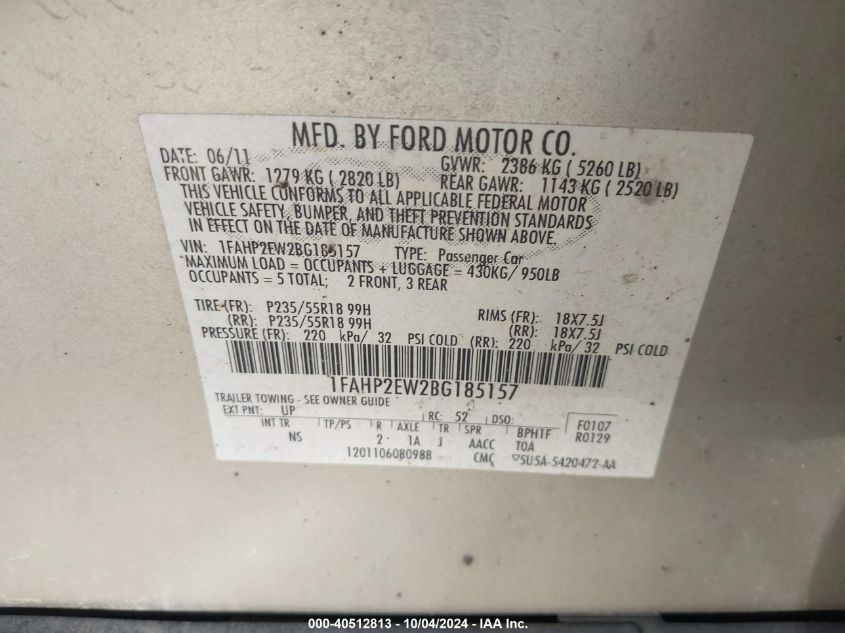 MFD. BY FORD MOTOR CO.
DATE: 06/11 GVWR: 2386 KG ( 5260 LB)
FRONT GAWR: 1279 KG ( 2820 LB) REAR GAWR: 1143 KG ( 2520 LB)
THIS VEHICLE CONFORMS TO ALL APPLICABLE FEDERAL MOTOR
VEHICLE SAFETY, BUMPER, AND THEFT PREVENTION STANDARDS
IN EFFECT ON THE DATE OF MANUFACTURE SHOWN ABOVE.
VIN: 1FAHP2EW2BG185157 TYPE: Passenger Car
MAXIMUM LOAD = OCCUPANTS + LUGGAGE = 430KG/ 950LB
OCCUPANTS = 5 TOTAL; 2 FRONT, 3 REAR
TIRE(FR): P235/55R18 99H RIMS (FR): 18X7.5J
(RR): P235/55R18 99H (RR): 18X7.5J
PRESSURE (FR): 220 kPa/ 32 PSI COLD (RR): 220 kPa/ 32 PSI COLD
1FAHP2EW2BG185157
TRAILER TOWING - SEE OWNER GUIDE
EXT PNT: UP RC: 52 DSO: F0107
INT TR TP/PS R AXLE TR SPR BPH1F R0129
NS 2 1A J AACC TOA
1201106080988 CMC 5U5A-5420472-AA
000-40512813 - 10/04/2024 - IAA Inc.